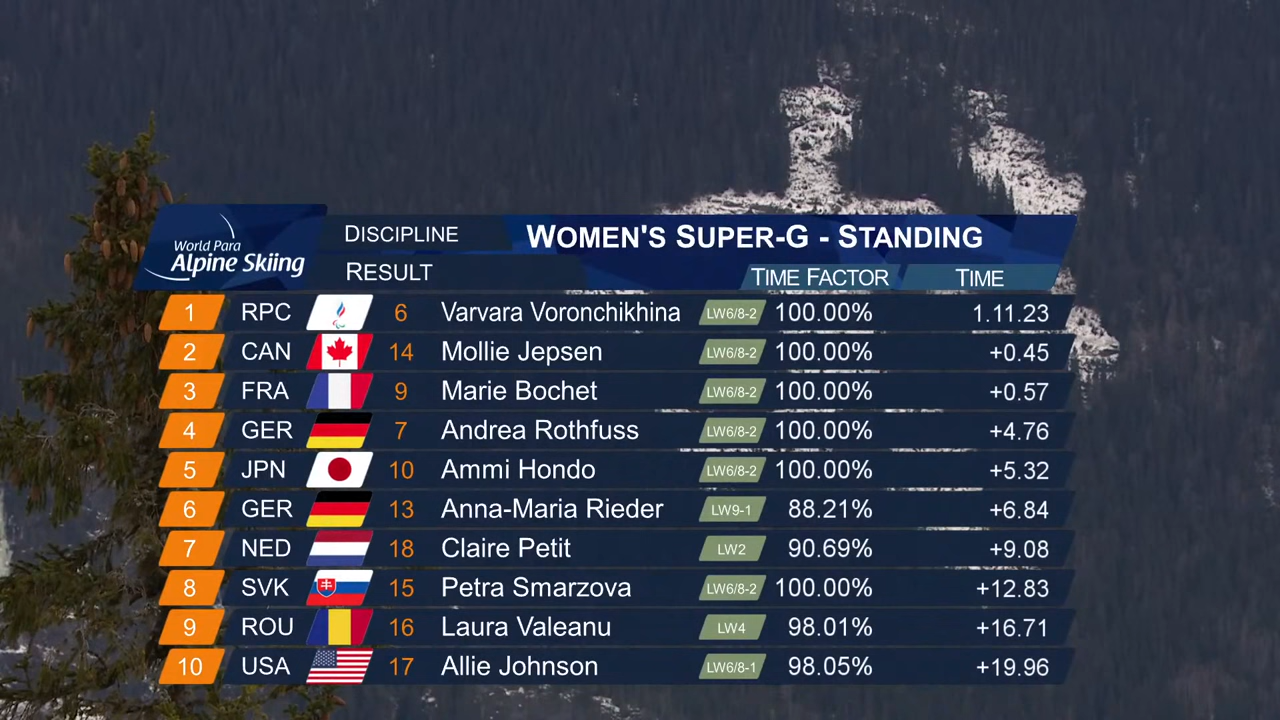 World Para
Alpine Skiing
DISCIPLINE WOMEN'S SUPER-G - STANDING
RESULT TIME FACTOR TIME
1 RPC 6 Varvara Voronchikhina LW6/8-2 100.00% 1.11.23
2 CAN 14 Mollie Jepsen LW6/8-2 100.00% +0.45
3 FRA 9 Marie Bochet LW6/8-2 100.00% +0.57
4 GER 7 Andrea Rothfuss LW6/8-2 100.00% +4.76
5 JPN 10 Ammi Hondo LW6/8-2 100.00% +5.32
6 GER 13 Anna-Maria Rieder LW9-1 88.21% +6.84
7 NED 18 Claire Petit LW2 90.69% +9.08
8 SVK 15 Petra Smarzova LW6/8-2 100.00% +12.83
9 ROU 16 Laura Valeanu LW4 98.01% +16.71
10 USA 17 Allie Johnson LW6/8-1 98.05% +19.96